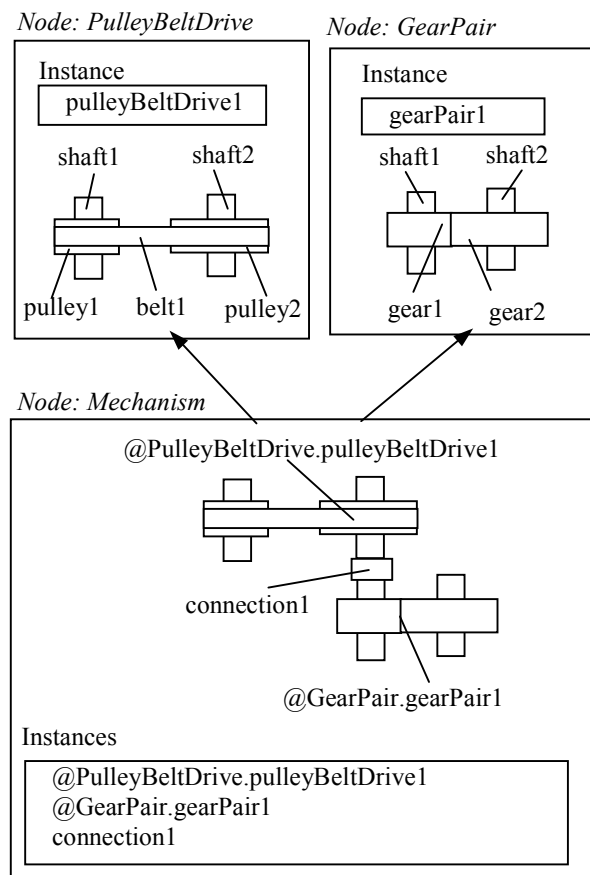 Node: PulleyBeltDrive
Instance
pulleyBeltDrive1
shaft1 shaft2
pulley1 belt1 pulley2
Node: GearPair
Instance
gearPair1
shaft1 shaft2
gear1 gear2
Node: Mechanism
@PulleyBeltDrive.pulleyBeltDrive1
connection1
@GearPair.gearPair1
Instances
@PulleyBeltDrive.pulleyBeltDrive1
@GearPair.gearPair1
connection1